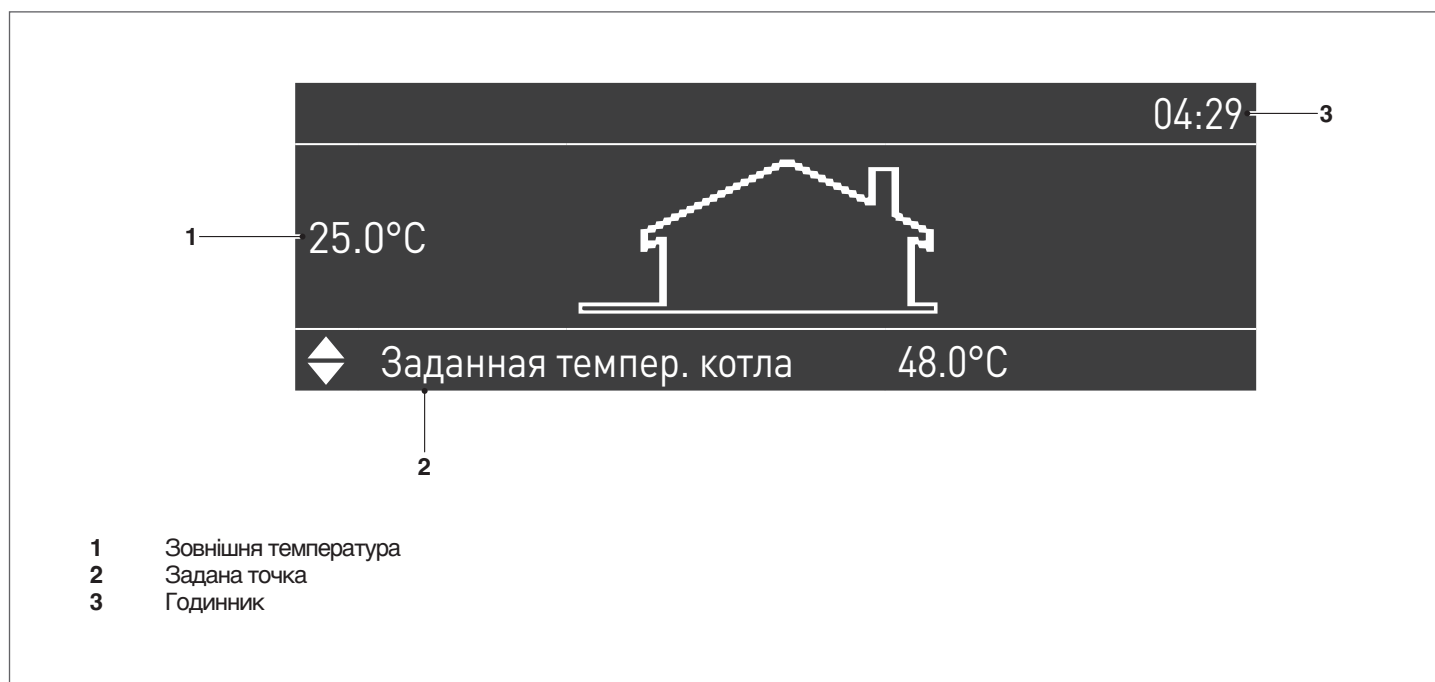 04:29
3
1
25.0°C
Заданная темпер. котла 48.0°C
2
1 Зовнішня температура
2 Задана точка
3 Годинник